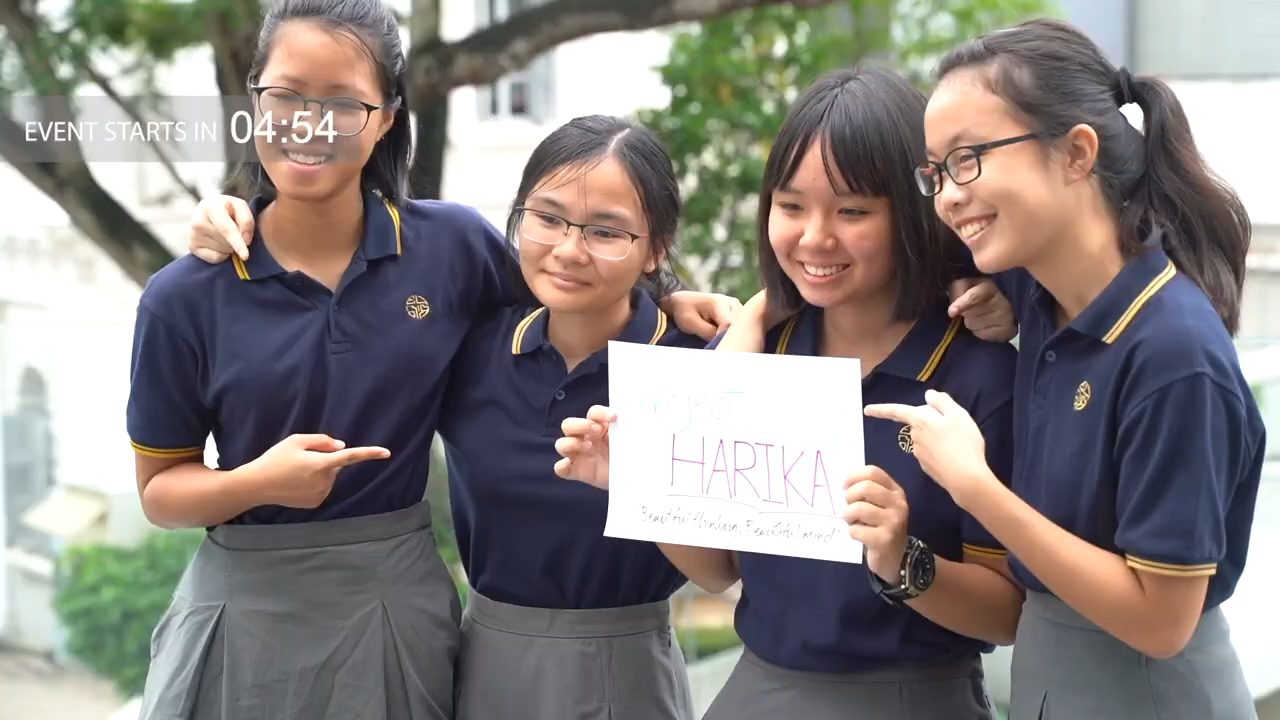 EVENT STARTS IN 04:54
Project
HARIKA
"Beautiful thinking, Beautiful mind"